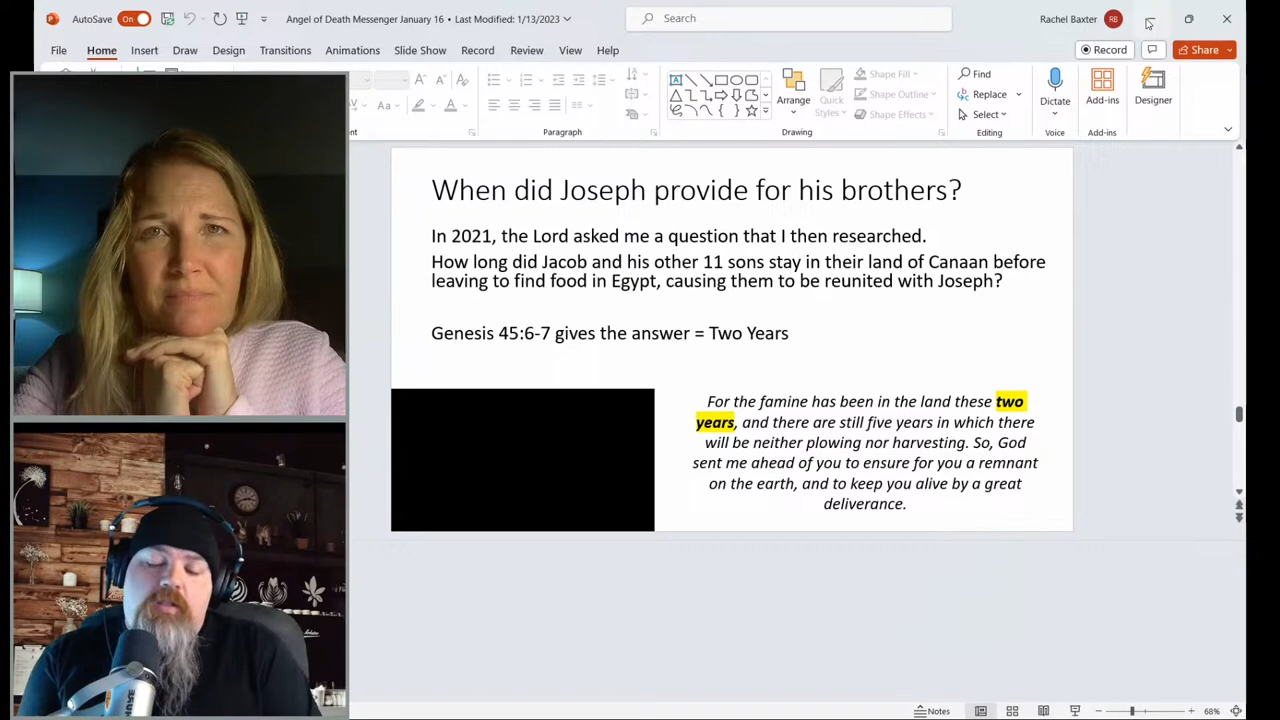 AutoSave On Angel of Death Messenger January 16 • Last Modified: 1/13/2023 Search Rachel Baxter RB
File Home Insert Draw Design Transitions Animations Slide Show Record Review View Help Record Share
Aa A
Shape Fill
Shape Outline
Shape Effects
Arrange Quick Styles
Find
Replace
Select
Dictate Add-ins Designer
Paragraph Drawing Editing Voice Add-ins
When did Joseph provide for his brothers?
In 2021, the Lord asked me a question that I then researched.
How long did Jacob and his other 11 sons stay in their land of Canaan before
leaving to find food in Egypt, causing them to be reunited with Joseph?
Genesis 45:6-7 gives the answer = Two Years
For the famine has been in the land these two
years, and there are still five years in which there
will be neither plowing nor harvesting. So, God
sent me ahead of you to ensure for you a remnant
on the earth, and to keep you alive by a great
deliverance.
Notes 68%